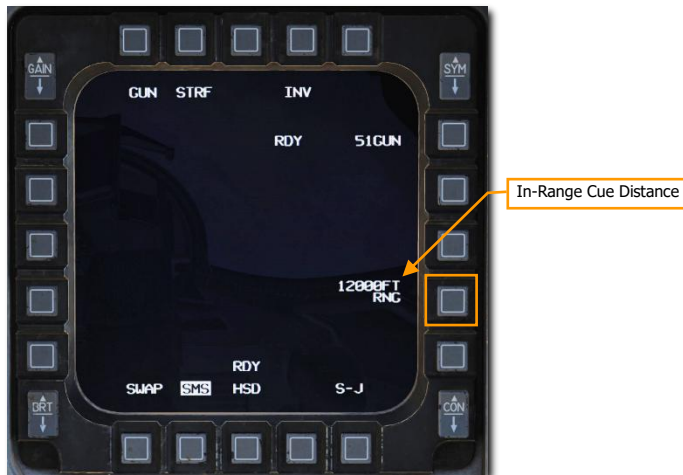 GAIN
SYM
GUN STRF INV
RDY 51GUN
In-Range Cue Distance
12000FT
RNG
RDY
SWAP SMS HSD S-J
BRT
CON